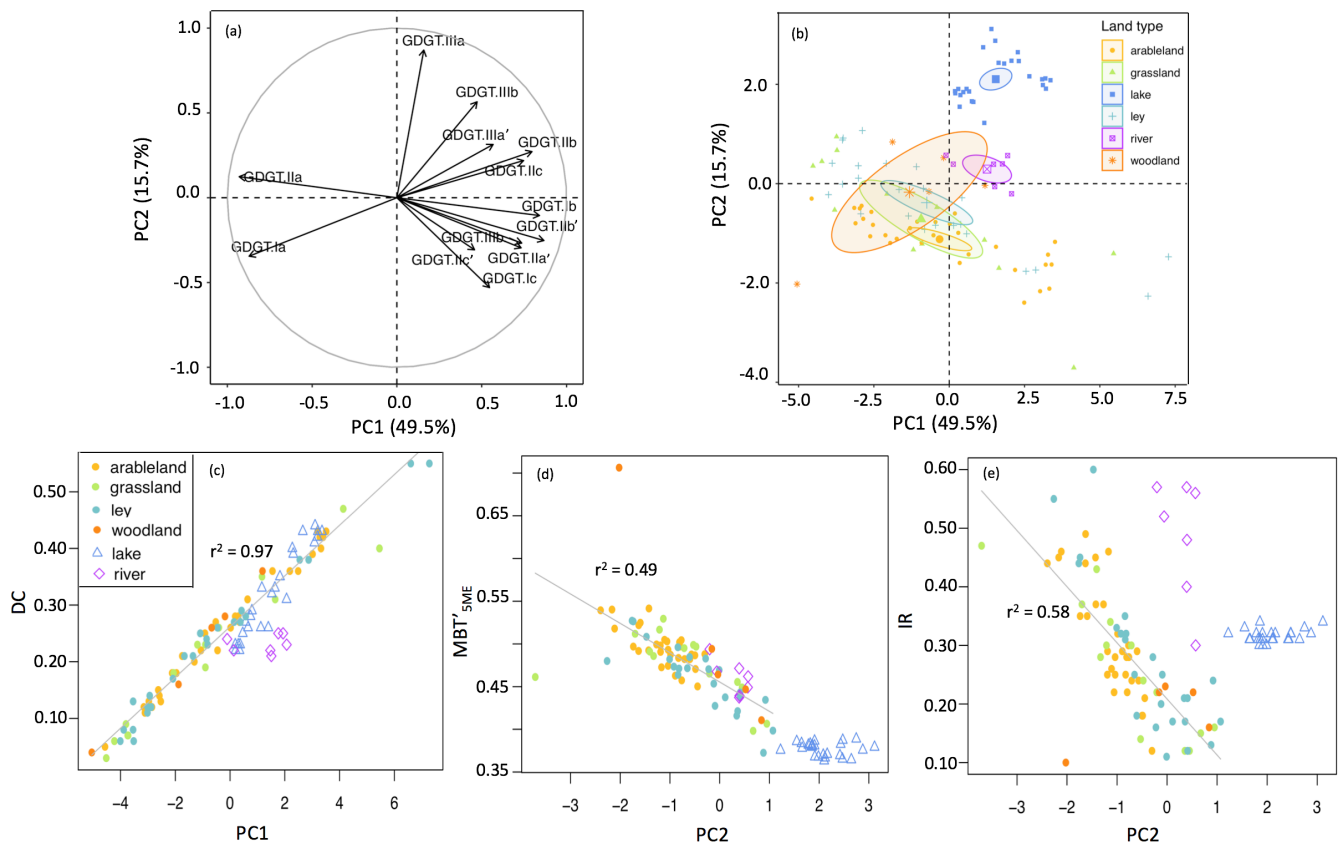 (a)
1.0
0.5
0.0
-0.5
-1.0
PC2 (15.7%)
GDGT.IIIa
GDGT.IIIb
GDGT.IIIa′
GDGT.IIb
GDGT.IIc
GDGT.IIa
GDGT.Ib
GDGT.IIb′
GDGT.Ia
GDGT.IIIb
GDGT.IIa′
GDGT.IIc′
GDGT.Ic
-1.0 -0.5 0.0 0.5 1.0
PC1 (49.5%)
(b)
2.0
0.0
-2.0
-4.0
PC2 (15.7%)
Land type
arableland
grassland
lake
ley
river
woodland
-5.0 -2.5 0.0 2.5 5.0 7.5
PC1 (49.5%)
(c)
arableland
grassland
ley
woodland
lake
river
r² = 0.97
0.50
0.40
0.30
0.20
0.10
DC
−4 −2 0 2 4 6
PC1
(d)
r² = 0.49
0.65
0.55
0.45
0.35
MBT′5ME
−3 −2 −1 0 1 2 3
PC2
(e)
r² = 0.58
0.60
0.50
0.40
0.30
0.20
0.10
IR
−3 −2 −1 0 1 2 3
PC2